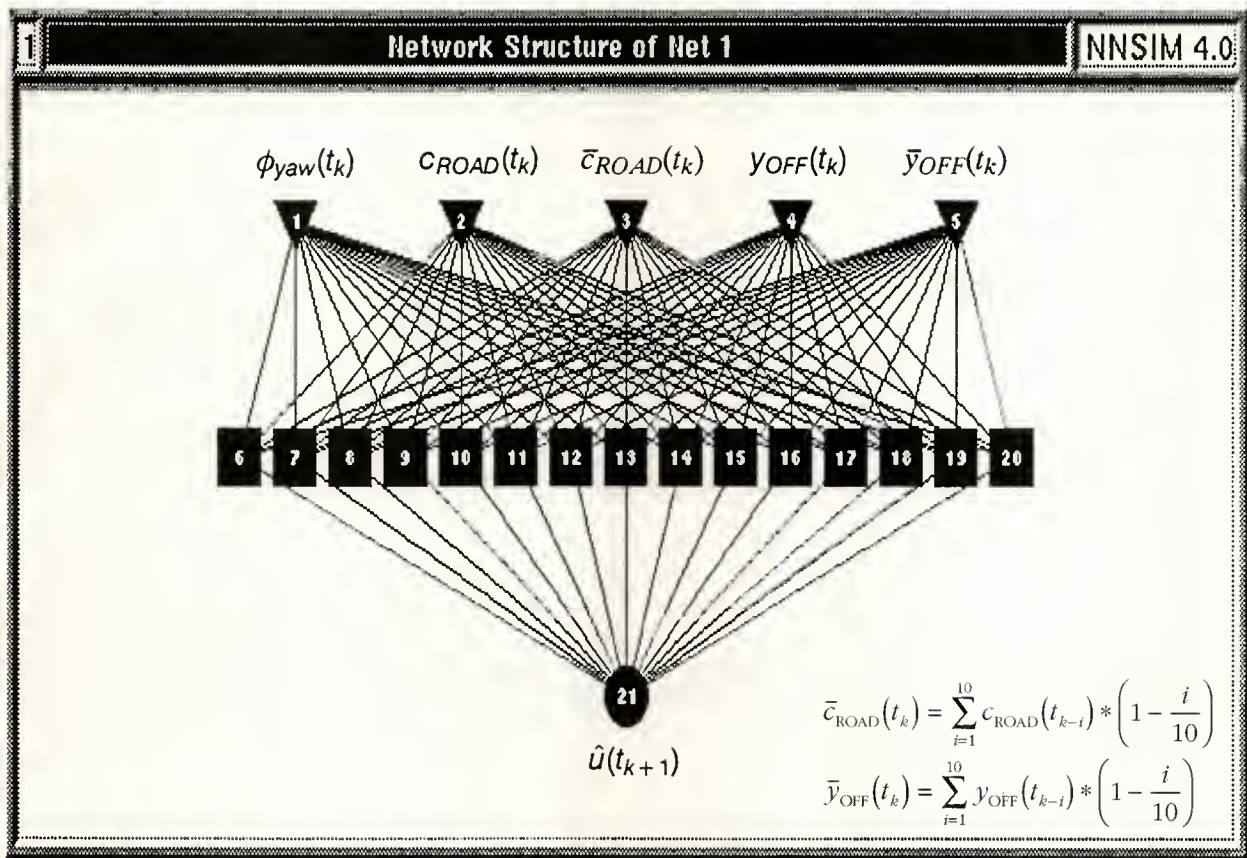 1 Network Structure of Net 1 NNSIM 4.0
ϕyaw(tk) cROAD(tk) c̄ROAD(tk) yOFF(tk) ȳOFF(tk)
1 2 3 4 5
6 7 8 9 10 11 12 13 14 15 16 17 18 19 20
21
û(tk+1)
c̄ROAD(tk) = ∑i=1^10 cROAD(tk−i) * (1 − i/10)
ȳOFF(tk) = ∑i=1^10 yOFF(tk−i) * (1 − i/10)